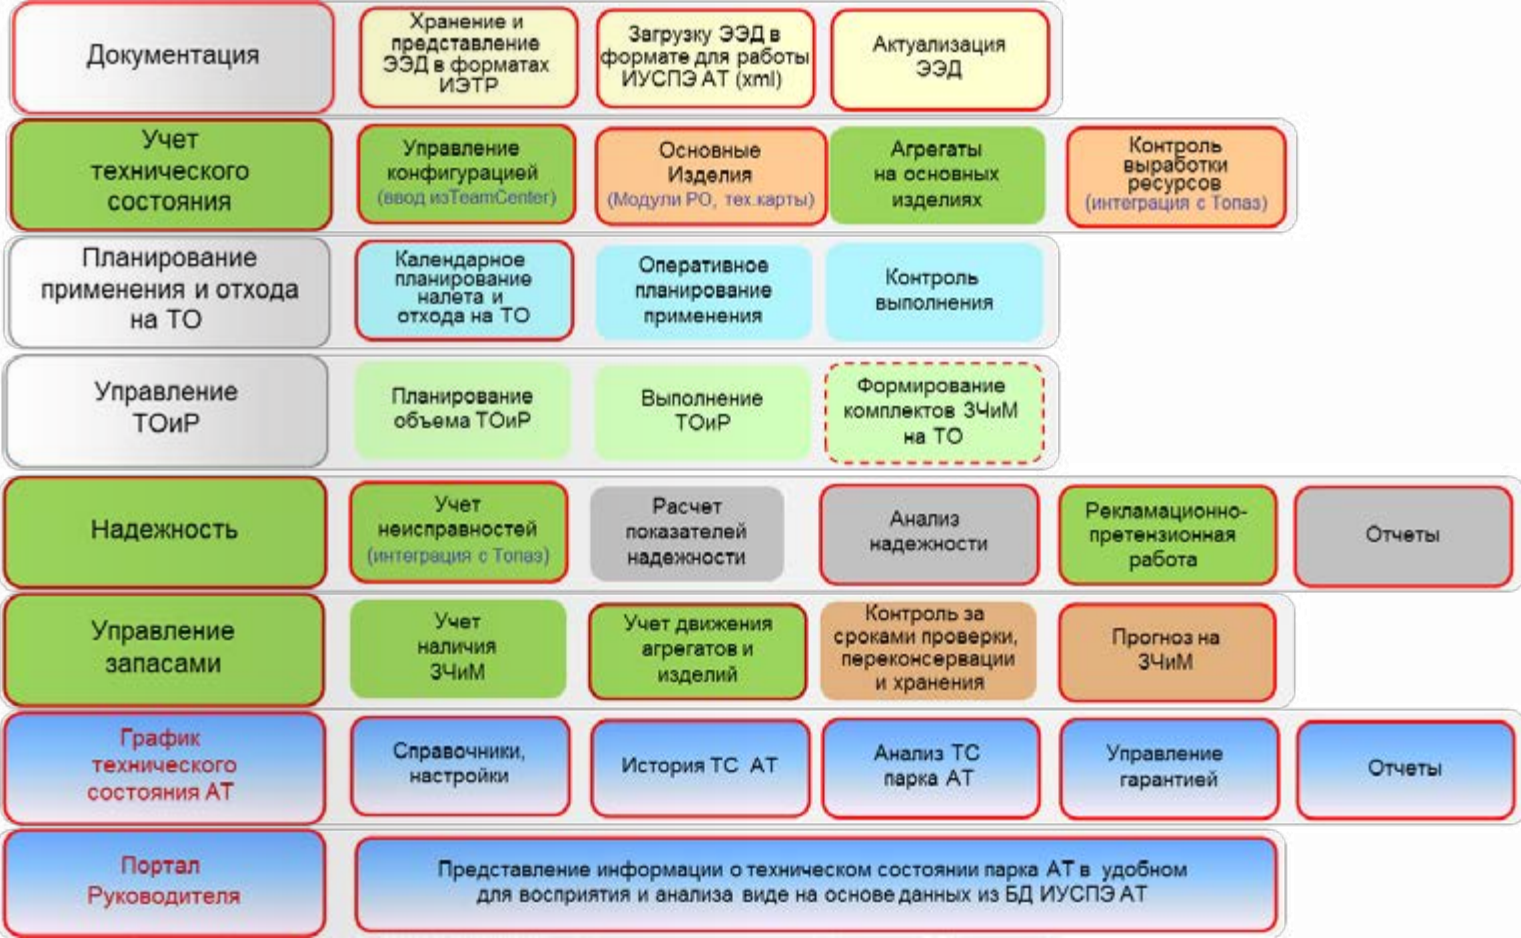 Документация
Хранение и
представление
ЭЭД в форматах
ИЭТР
Загрузку ЭЭД в
формате для работы
ИУСПЭ АТ (xml)
Актуализация
ЭЭД
Учет
технического
состояния
Управление
конфигурацией
(ввод изTeamCenter)
Основные
Изделия
(Модули РО, тех.карты)
Агрегаты
на основных
изделиях
Контроль
выработки
ресурсов
(интеграция с Топаз)
Планирование
применения и отхода
на ТО
Календарное
планирование
налета и
отхода на ТО
Оперативное
планирование
применения
Контроль
выполнения
Управление
ТОиР
Планирование
объема ТОиР
Выполнение
ТОиР
Формирование
комплектов ЗЧиМ
на ТО
Надежность
Учет
неисправностей
(интеграция с Топаз)
Расчет
показателей
надежности
Анализ
надежности
Рекламационно-
претензионная
работа
Отчеты
Управление
запасами
Учет
наличия
ЗЧиМ
Учет движения
агрегатов и
изделий
Контроль за
сроками проверки,
переконсервации
и хранения
Прогноз на
ЗЧиМ
График
технического
состояния АТ
Справочники,
настройки
История ТС АТ
Анализ ТС
парка АТ
Управление
гарантией
Отчеты
Портал
Руководителя
Представление информации о техническом состоянии парка АТ в удобном
для восприятия и анализа виде на основе данных из БД ИУСПЭ АТ